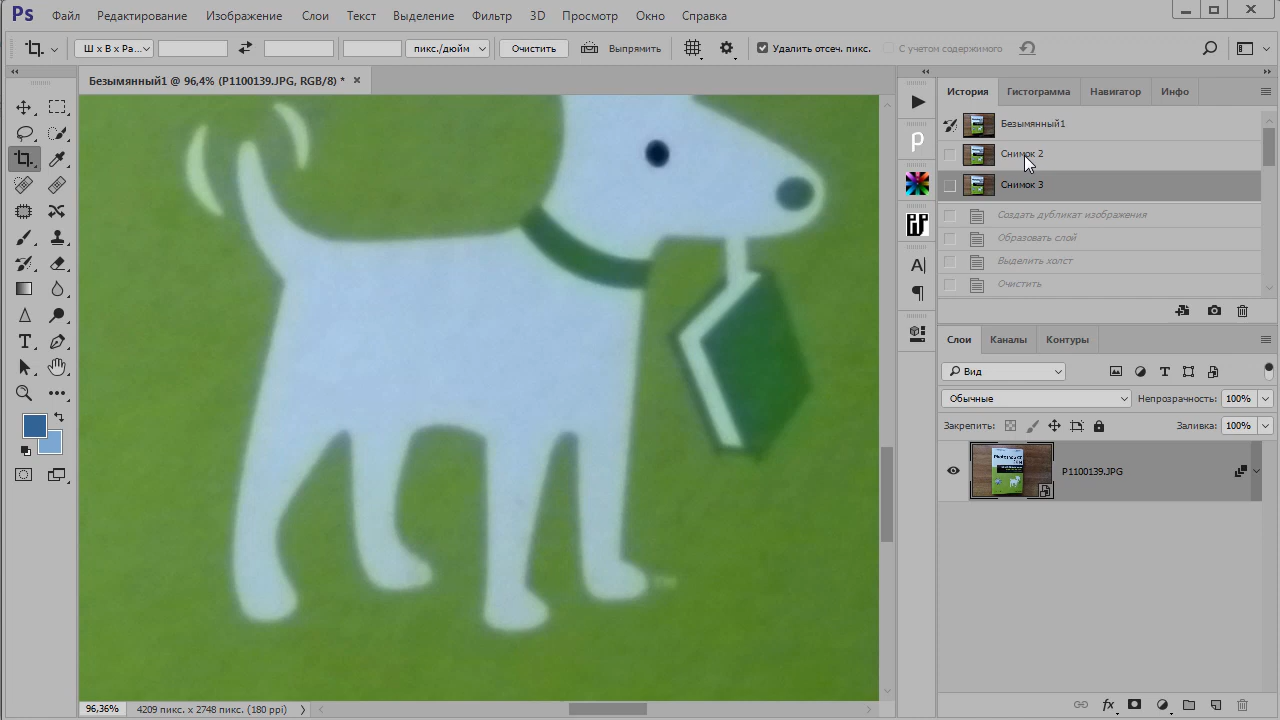 Ps Файл Редактирование Изображение Слои Текст Выделение Фильтр 3D Просмотр Окно Справка
Ш x В x Ра... пикс./дюйм Очистить Выпрямить Удалить отсеч. пикс. С учетом содержимого
Безымянный1 @ 96,4% (P1100139.JPG, RGB/8) *
История Гистограмма Навигатор Инфо
Безымянный1
Снимок 2
Снимок 3
Создать дубликат изображения
Образовать слой
Выделить холст
Очистить
Слои Каналы Контуры
Вид
Обычные Непрозрачность: 100%
Закрепить: Заливка: 100%
P1100139.JPG
96,36% 4209 пикс. x 2748 пикс. (180 ppi)